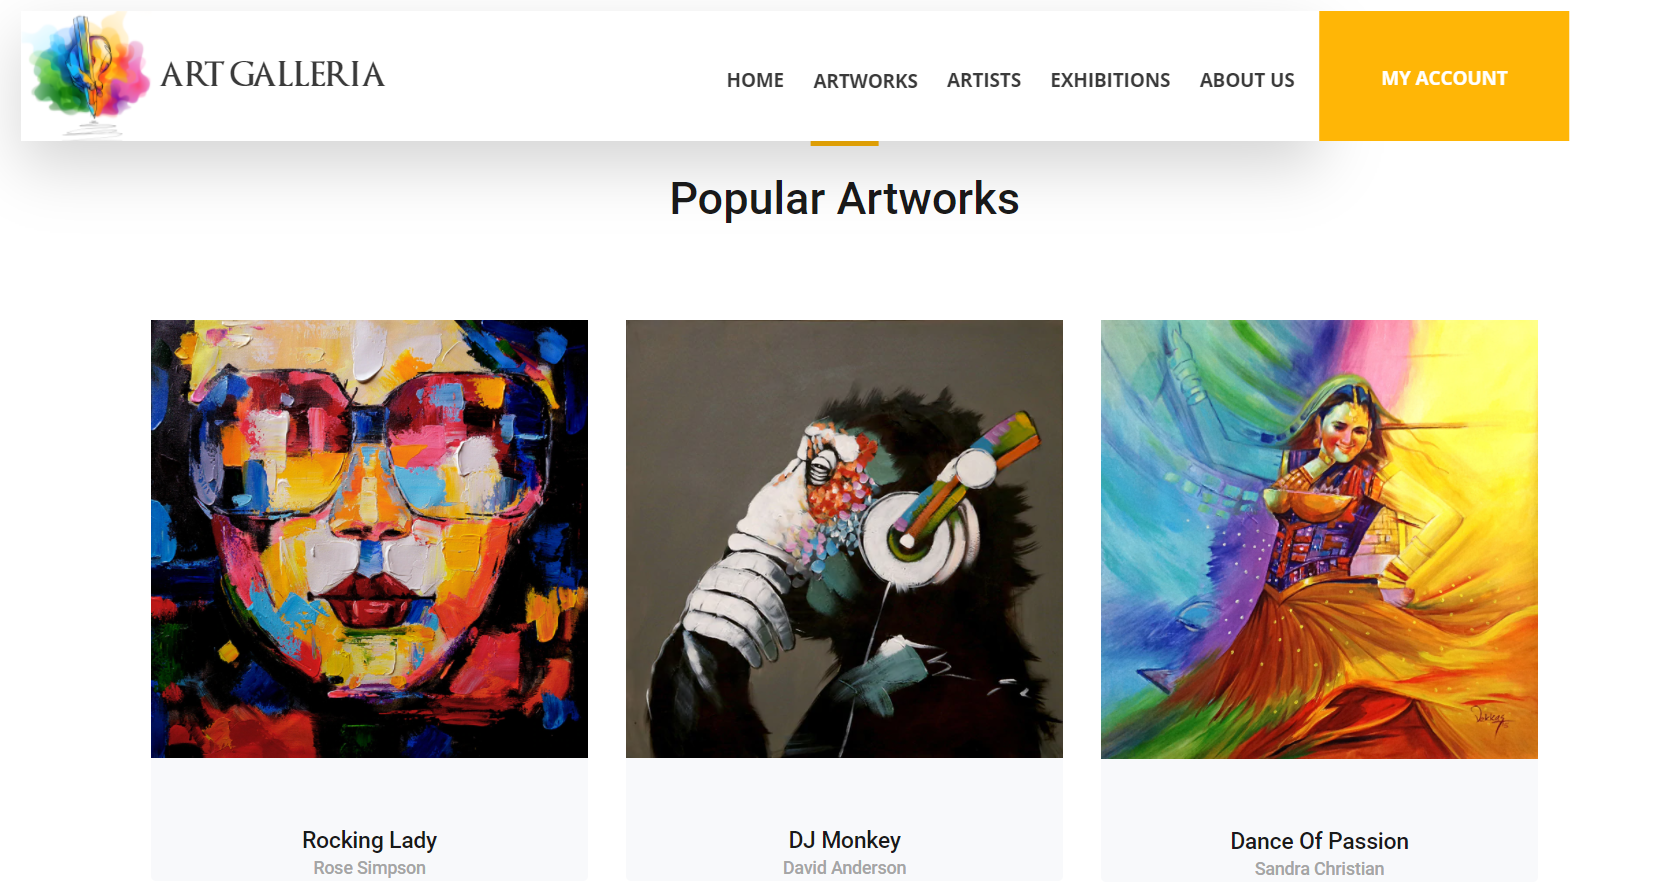 ART GALLERIA
HOME
ARTWORKS
ARTISTS
EXHIBITIONS
ABOUT US
MY ACCOUNT
Popular Artworks
Rocking Lady
Rose Simpson
DJ Monkey
David Anderson
Dance Of Passion
Sandra Christian